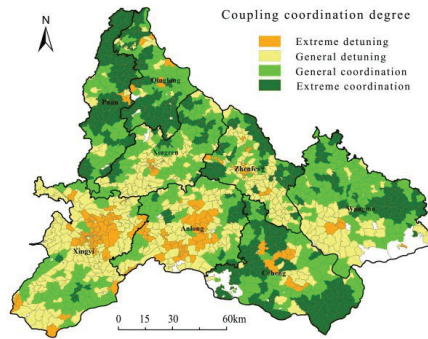 Coupling coordination degree
N
Extreme detuning
General detuning
General coordination
Extreme coordination
Qinglong
Puan
Xingren
Zhenfeng
Wangmo
Anlong
Xingyi
Ceheng
0 15 30 60km